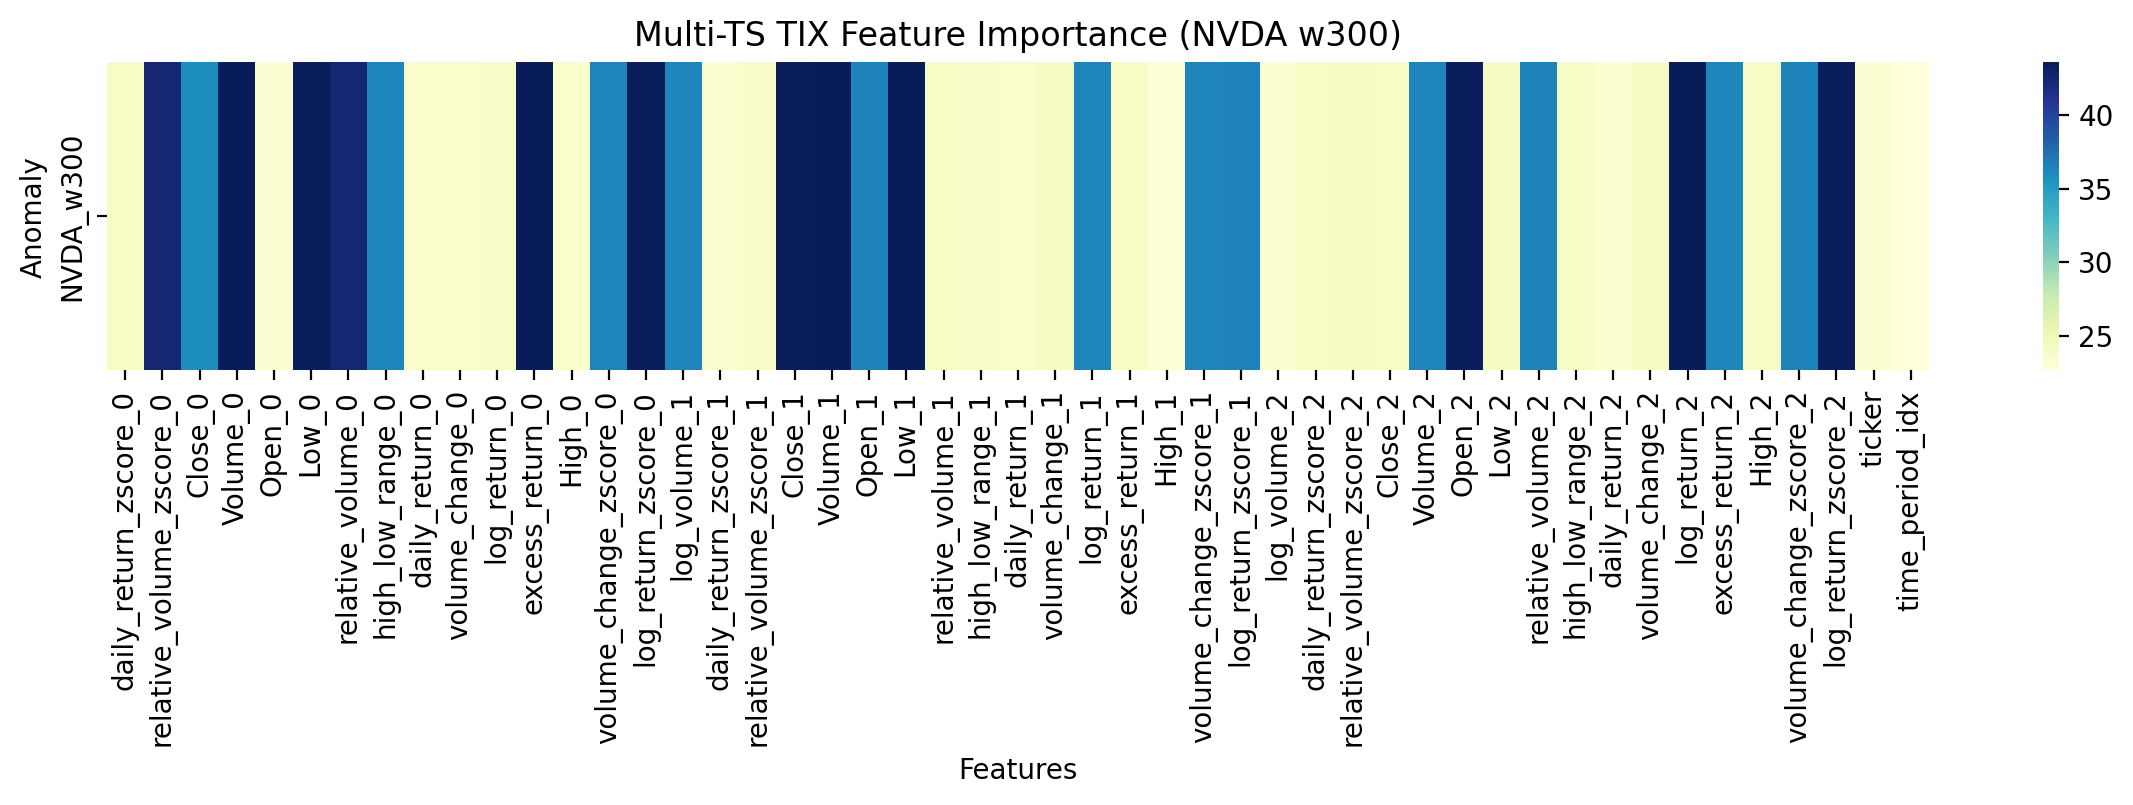 Multi-TS TIX Feature Importance (NVDA w300)
Anomaly
NVDA_w300
40
35
30
25
daily_return_zscore_0
relative_volume_zscore_0
Close_0
Volume_0
Open_0
Low_0
relative_volume_0
high_low_range_0
daily_return_0
volume_change_0
log_return_0
excess_return_0
High_0
volume_change_zscore_0
log_return_zscore_0
log_volume_1
daily_return_zscore_1
relative_volume_zscore_1
Close_1
Volume_1
Open_1
Low_1
relative_volume_1
high_low_range_1
daily_return_1
volume_change_1
log_return_1
excess_return_1
High_1
volume_change_zscore_1
log_return_zscore_1
log_volume_2
daily_return_zscore_2
relative_volume_zscore_2
Close_2
Volume_2
Open_2
Low_2
relative_volume_2
high_low_range_2
daily_return_2
volume_change_2
log_return_2
excess_return_2
High_2
volume_change_zscore_2
log_return_zscore_2
ticker
time_period_idx
Features